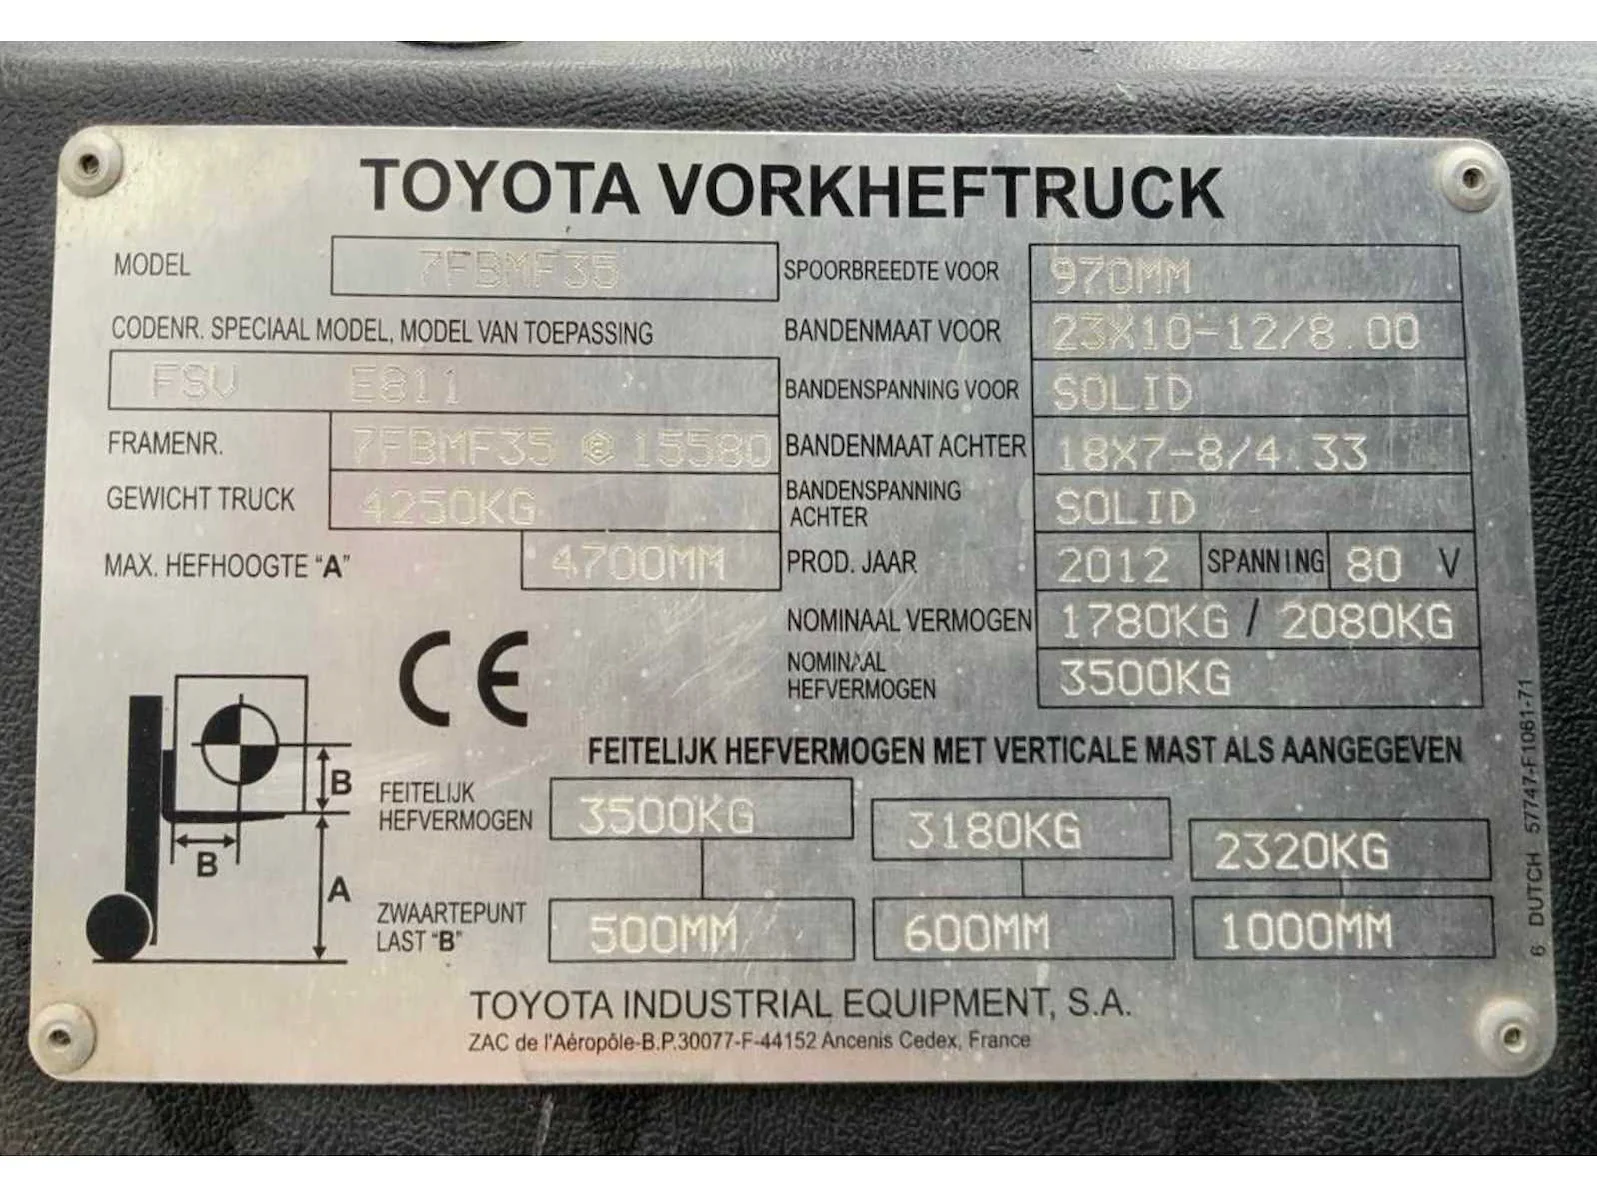 TOYOTA VORKHEFTRUCK
MODEL 7FBMF35
CODENR. SPECIAAL MODEL, MODEL VAN TOEPASSING
FSV E811
FRAMENR. 7FBMF35 15580
GEWICHT TRUCK 4250KG
MAX. HEFHOOGTE "A" 4700MM
SPOORBREEDTE VOOR 970MM
BANDENMAAT VOOR 23X10-12/8.00
BANDENSPANNING VOOR SOLID
BANDENMAAT ACHTER 18X7-8/4.33
BANDENSPANNING
ACHTER SOLID
PROD. JAAR 2012 SPANNING 80 V
NOMINAAL VERMOGEN 1780KG / 2080KG
NOMINAAL
HEFVERMOGEN 3500KG
CE
B
B
A
FEITELIJK HEFVERMOGEN MET VERTICALE MAST ALS AANGEGEVEN
FEITELIJK
HEFVERMOGEN 3500KG 3180KG 2320KG
ZWAARTEPUNT
LAST "B" 500MM 600MM 1000MM
TOYOTA INDUSTRIAL EQUIPMENT, S.A.
ZAC de l'Aéropôle-B.P.30077-F-44152 Ancenis Cedex, France
6 DUTCH 57747-F1081-71